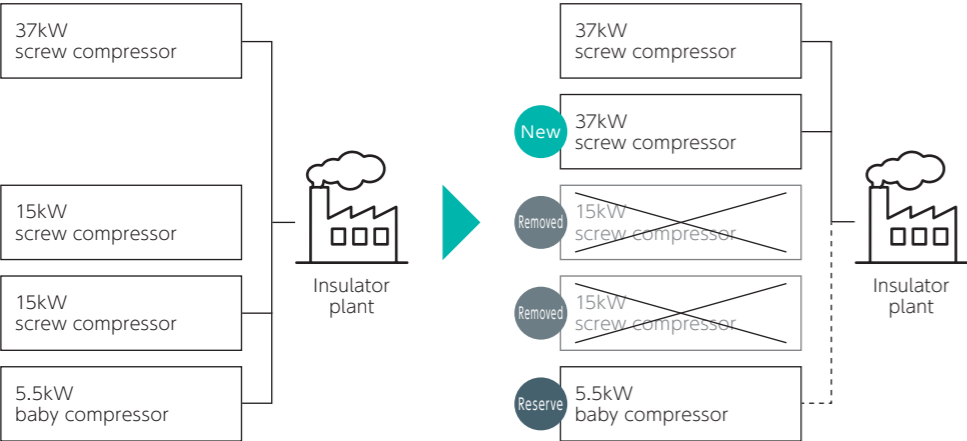 37kW
screw compressor
15kW
screw compressor
15kW
screw compressor
5.5kW
baby compressor
Insulator
plant
37kW
screw compressor
New
37kW
screw compressor
Removed
15kW
screw compressor
Removed
15kW
screw compressor
Reserve
5.5kW
baby compressor
Insulator
plant